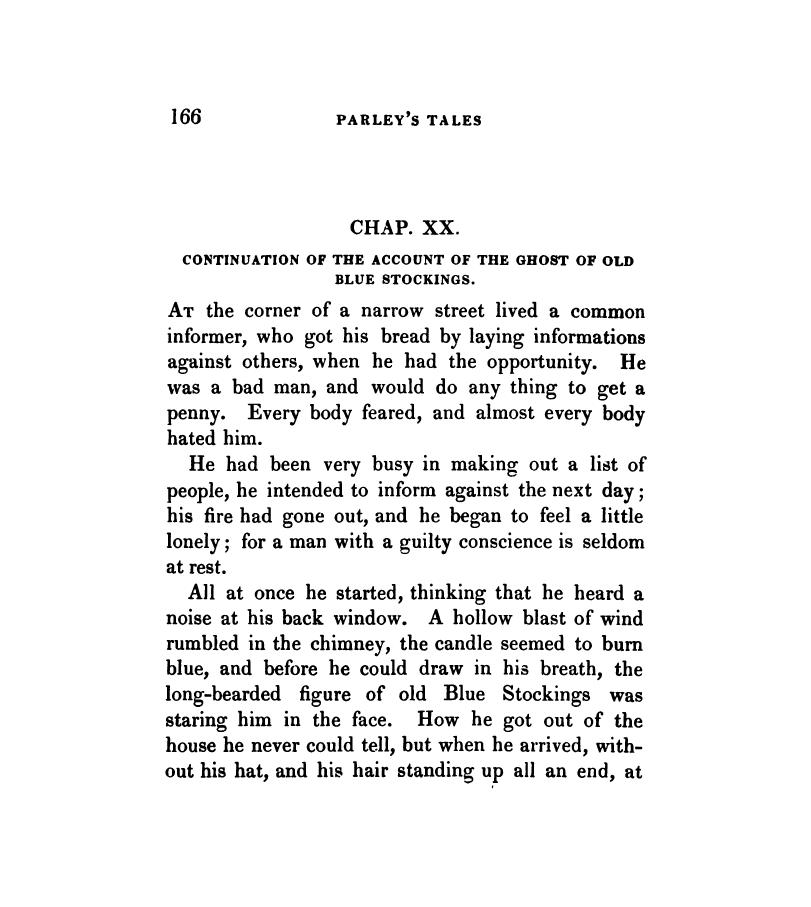 166 PARLEY'S TALES
CHAP. XX.
CONTINUATION OF THE ACCOUNT OF THE GHOST OF OLD
BLUE STOCKINGS.
AT the corner of a narrow street lived a common
informer, who got his bread by laying informations
against others, when he had the opportunity. He
was a bad man, and would do any thing to get a
penny. Every body feared, and almost every body
hated him.
He had been very busy in making out a list of
people, he intended to inform against the next day;
his fire had gone out, and he began to feel a little
lonely; for a man with a guilty conscience is seldom
at rest.
All at once he started, thinking that he heard a
noise at his back window. A hollow blast of wind
rumbled in the chimney, the candle seemed to burn
blue, and before he could draw in his breath, the
long-bearded figure of old Blue Stockings was
staring him in the face. How he got out of the
house he never could tell, but when he arrived, with-
out his hat, and his hair standing up all an end, at